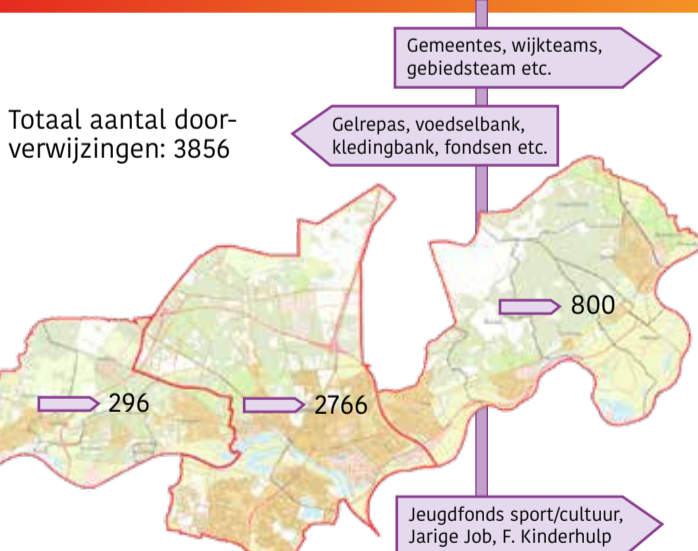 Gemeentes, wijkteams,
gebiedsteam etc.
Totaal aantal door-
verwijzingen: 3856
Gelrepas, voedselbank,
kledingbank, fondsen etc.
800
296
2766
Jeugdfonds sport/cultuur,
Jarige Job, F. Kinderhulp